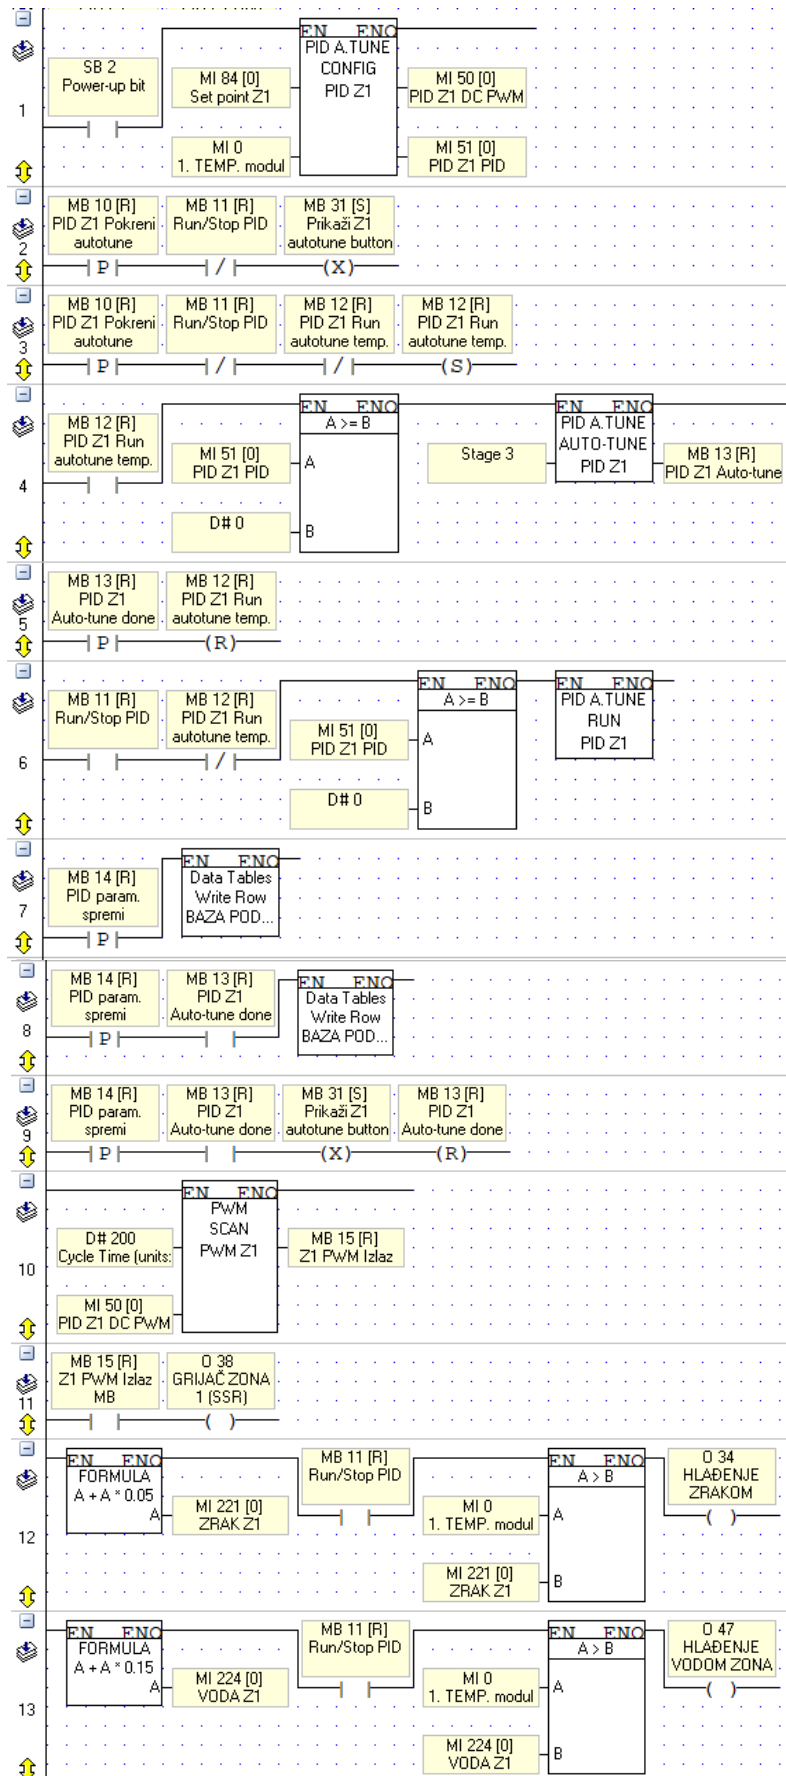 EN ENO
PID A.TUNE
CONFIG
PID Z1
SB 2
Power-up bit
MI 84 [0]
Set point Z1
MI 50 [0]
PID Z1 DC PWM
1
MI 0
1. TEMP. modul
MI 51 [0]
PID Z1 PID
MB 10 [R]
PID Z1 Pokreni
autotune
MB 11 [R]
Run/Stop PID
MB 31 [S]
Prikaži Z1
autotune button
2
P
/
(X)
MB 10 [R]
PID Z1 Pokreni
autotune
MB 11 [R]
Run/Stop PID
MB 12 [R]
PID Z1 Run
autotune temp.
MB 12 [R]
PID Z1 Run
autotune temp.
3
P
/
/
(S)
EN ENO
A >= B
EN ENO
PID A.TUNE
AUTO-TUNE
PID Z1
MB 12 [R]
PID Z1 Run
autotune temp.
MI 51 [0]
PID Z1 PID
A
Stage 3
MB 13 [R]
PID Z1 Auto-tune
4
D# 0
B
MB 13 [R]
PID Z1
Auto-tune done
MB 12 [R]
PID Z1 Run
autotune temp.
5
P
(R)
EN ENO
A >= B
EN ENO
PID A.TUNE
RUN
PID Z1
MB 11 [R]
Run/Stop PID
MB 12 [R]
PID Z1 Run
autotune temp.
MI 51 [0]
PID Z1 PID
A
6
/
D# 0
B
EN ENO
Data Tables
Write Row
BAZA POD...
MB 14 [R]
PID param.
spremi
7
P
MB 14 [R]
PID param.
spremi
MB 13 [R]
PID Z1
Auto-tune done
EN ENO
Data Tables
Write Row
BAZA POD...
8
P
MB 14 [R]
PID param.
spremi
MB 13 [R]
PID Z1
Auto-tune done
MB 31 [S]
Prikaži Z1
autotune button
MB 13 [R]
PID Z1
Auto-tune done
9
P
(X)
(R)
EN ENO
PWM
SCAN
PWM Z1
D# 200
Cycle Time (units:
MB 15 [R]
Z1 PWM Izlaz
10
MI 50 [0]
PID Z1 DC PWM
MB 15 [R]
Z1 PWM Izlaz
MB
O 38
GRIJAČ ZONA
1 (SSR)
11
( )
EN ENO
FORMULA
A + A * 0.05
A
MI 221 [0]
ZRAK Z1
MB 11 [R]
Run/Stop PID
EN ENO
A > B
O 34
HLAĐENJE
ZRAKOM
( )
MI 0
1. TEMP. modul
A
12
MI 221 [0]
ZRAK Z1
B
EN ENO
FORMULA
A + A * 0.15
A
MI 224 [0]
VODA Z1
MB 11 [R]
Run/Stop PID
EN ENO
A > B
O 47
HLAĐENJE
VODOM ZONA
( )
MI 0
1. TEMP. modul
A
13
MI 224 [0]
VODA Z1
B